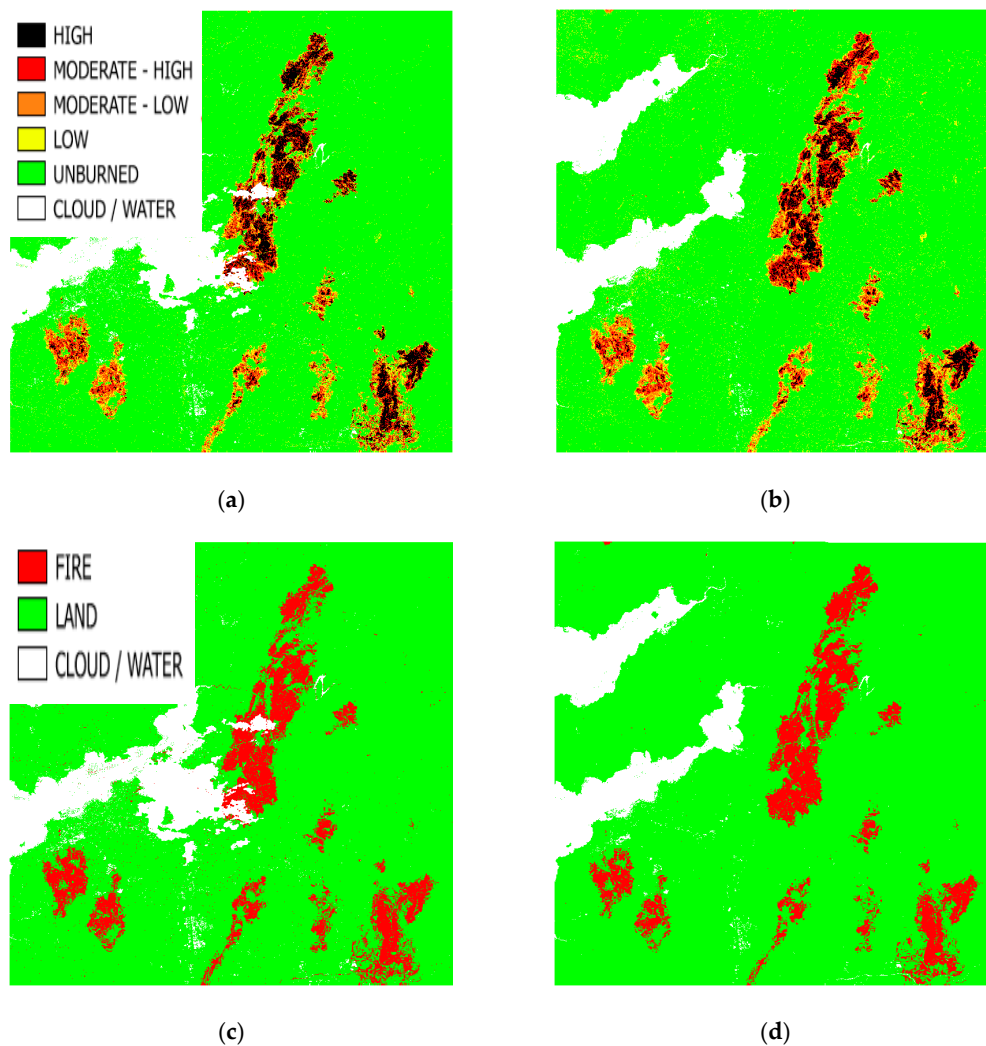 HIGH
MODERATE - HIGH
MODERATE - LOW
LOW
UNBURNED
CLOUD / WATER
(a)
(b)
FIRE
LAND
CLOUD / WATER
(c)
(d)